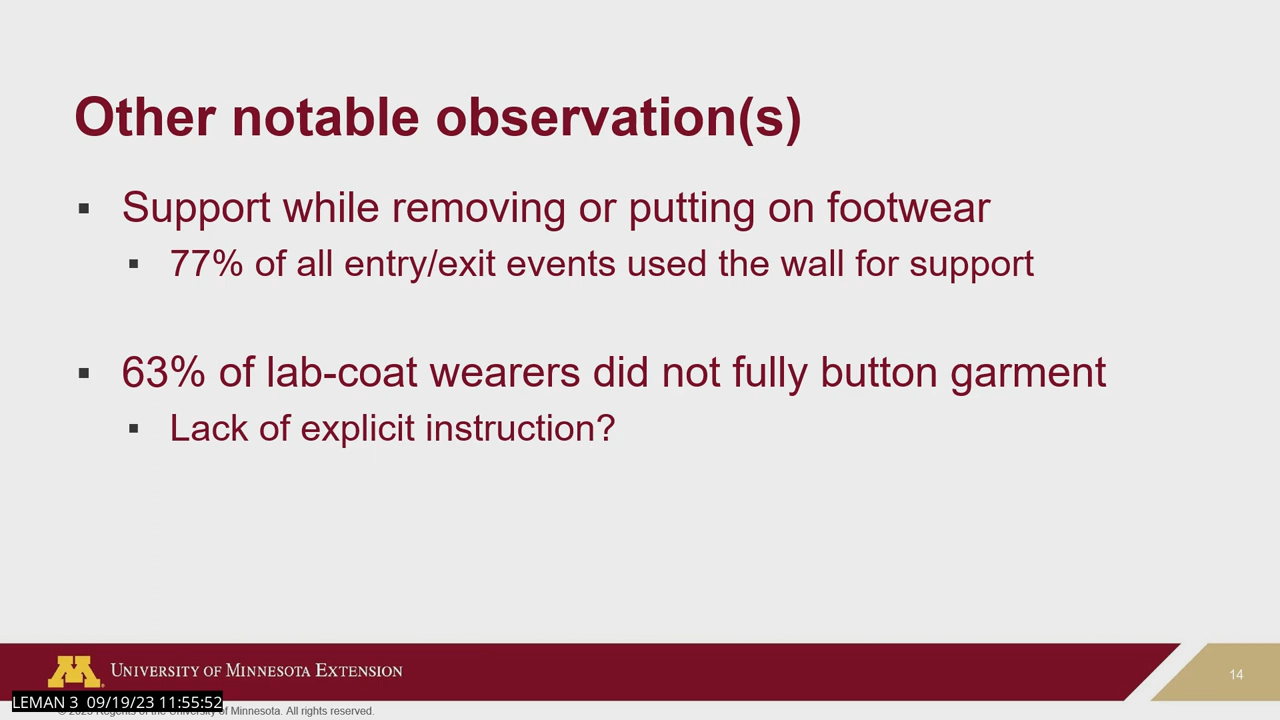 Other notable observation(s)
▪ Support while removing or putting on footwear
▪ 77% of all entry/exit events used the wall for support
▪ 63% of lab-coat wearers did not fully button garment
▪ Lack of explicit instruction?
M UNIVERSITY OF MINNESOTA EXTENSION
14
LEMAN 3 09/19/23 11:55:52
of Minnesota. All rights reserved.